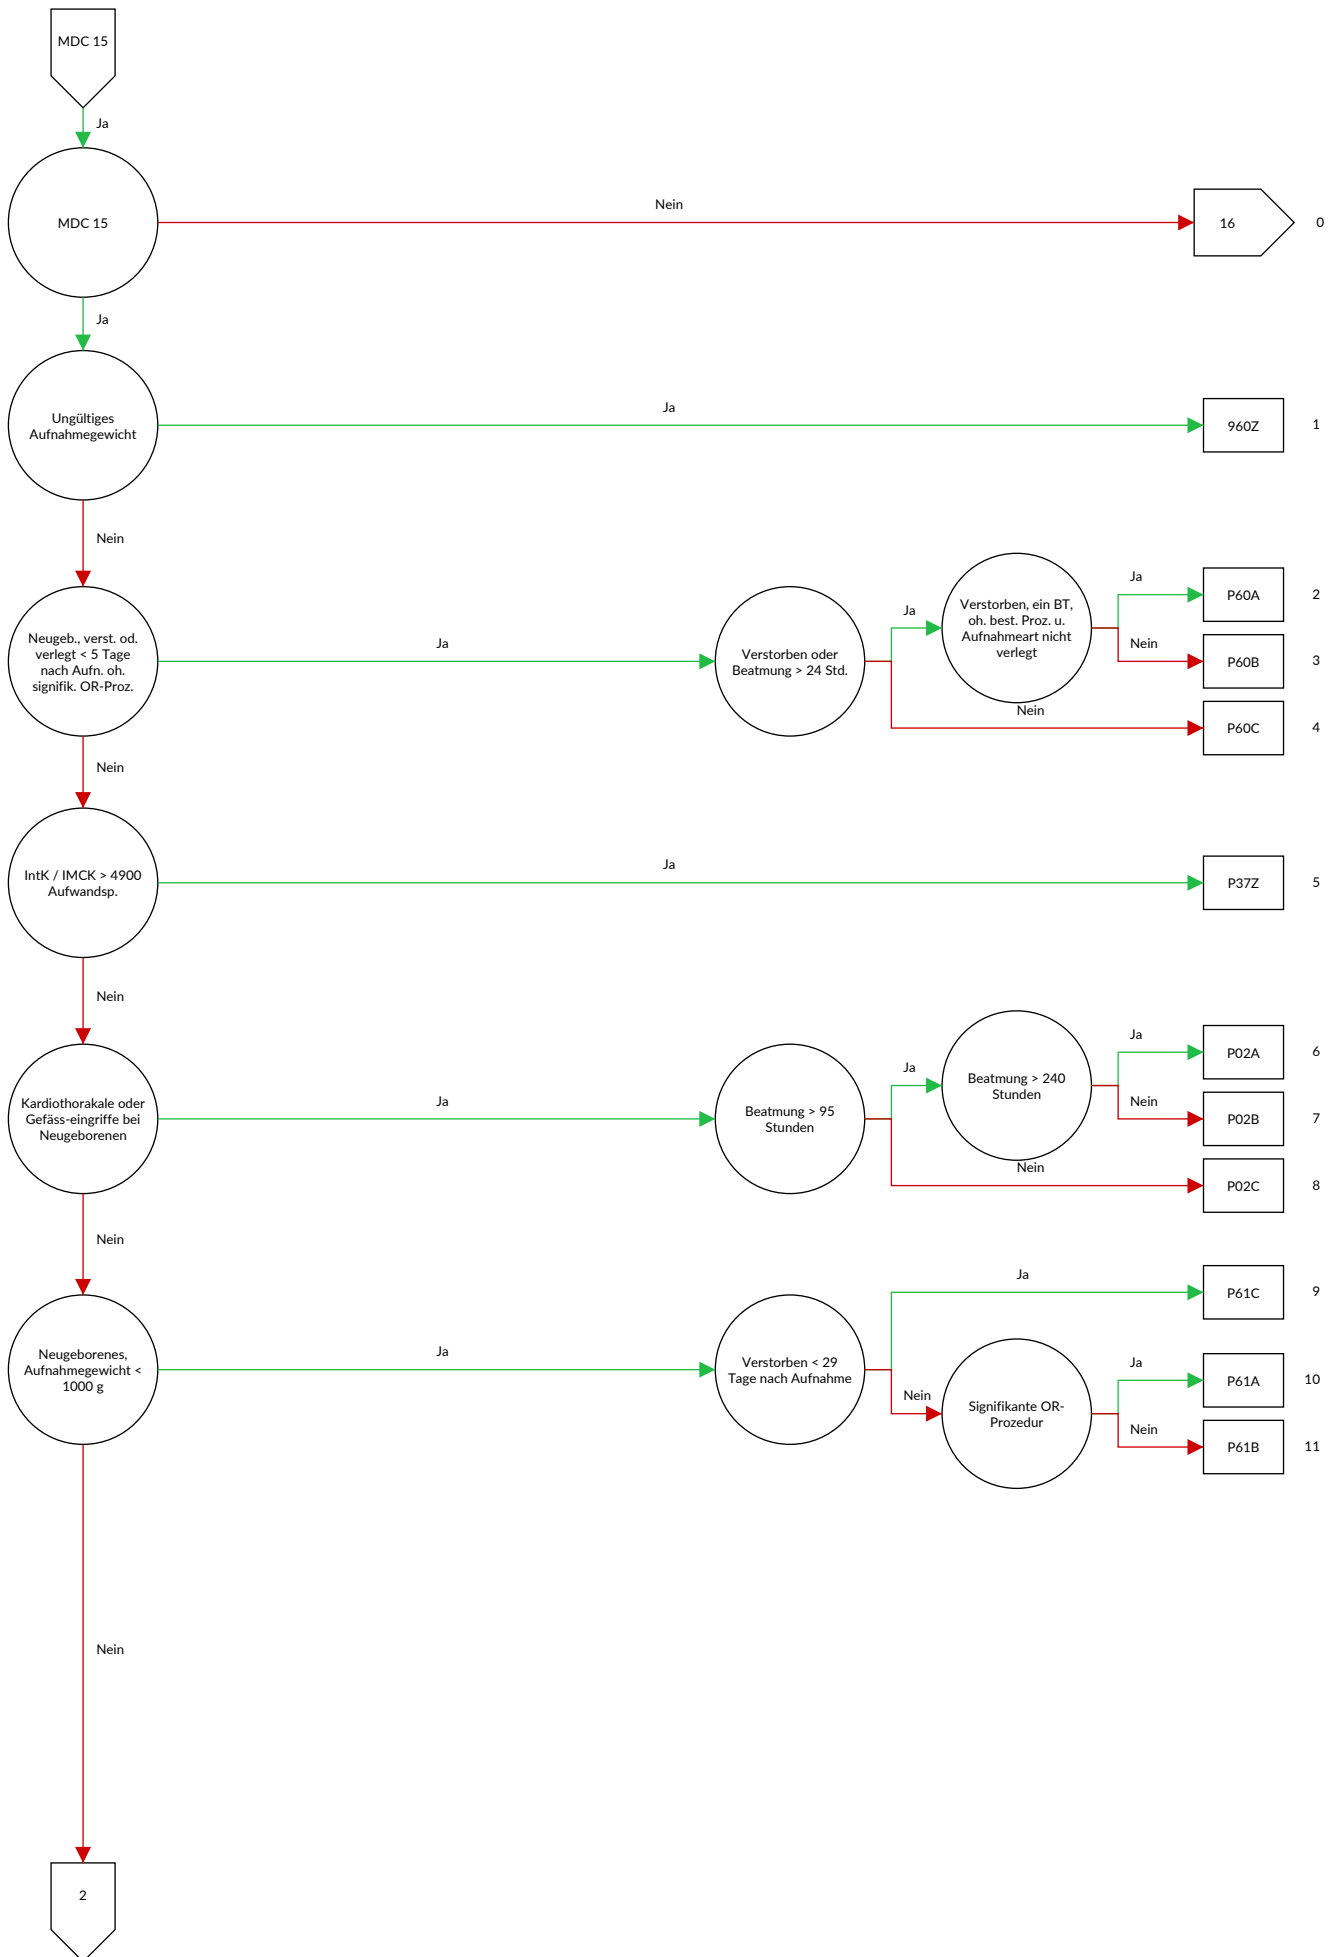 MDC 15
Ja
MDC 15
Nein
16
0
Ja
Ungültiges
Aufnahmegewicht
Ja
960Z
1
Nein
Neugeb., verst. od.
verlegt < 5 Tage
nach Aufn. oh.
signifik. OR-Proz.
Ja
Verstorben oder
Beatmung > 24 Std.
Ja
Verstorben, ein BT,
oh. best. Proz. u.
Aufnahmeart nicht
verlegt
Ja
P60A
2
Nein
P60B
3
Nein
P60C
4
Nein
IntK / IMCK > 4900
Aufwandsp.
Ja
P37Z
5
Nein
Kardiothorakale oder
Gefäss-eingriffe bei
Neugeborenen
Ja
Beatmung > 95
Stunden
Ja
Beatmung > 240
Stunden
Ja
P02A
6
Nein
P02B
7
Nein
P02C
8
Nein
Neugeborenes,
Aufnahmegewicht <
1000 g
Ja
Verstorben < 29
Tage nach Aufnahme
Ja
P61C
9
Nein
Signifikante OR-
Prozedur
Ja
P61A
10
Nein
P61B
11
Nein
2